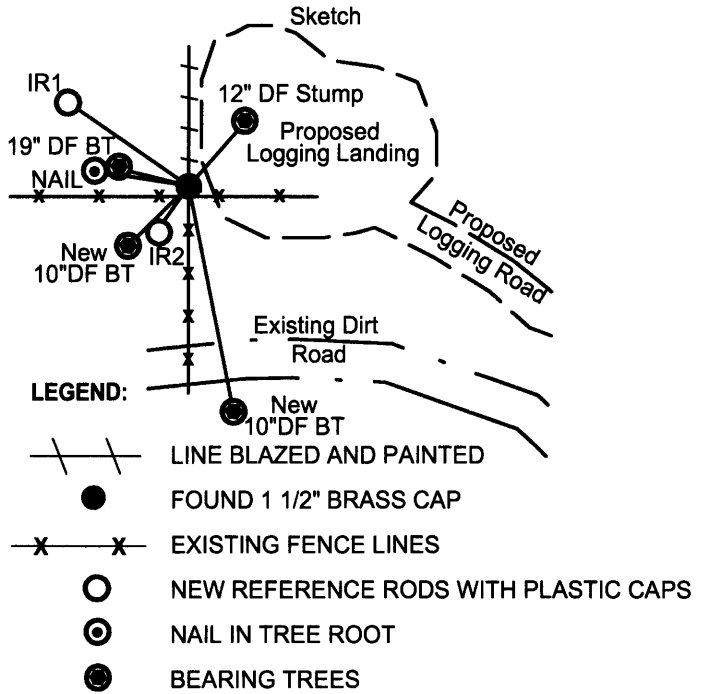 Sketch
IR1
12" DF Stump
Proposed
Logging Landing
19" DF BT
NAIL
New
10"DF BT
IR2
Proposed
Logging Road
Existing Dirt
Road
New
10"DF BT
LEGEND:
LINE BLAZED AND PAINTED
FOUND 1 1/2" BRASS CAP
EXISTING FENCE LINES
NEW REFERENCE RODS WITH PLASTIC CAPS
NAIL IN TREE ROOT
BEARING TREES